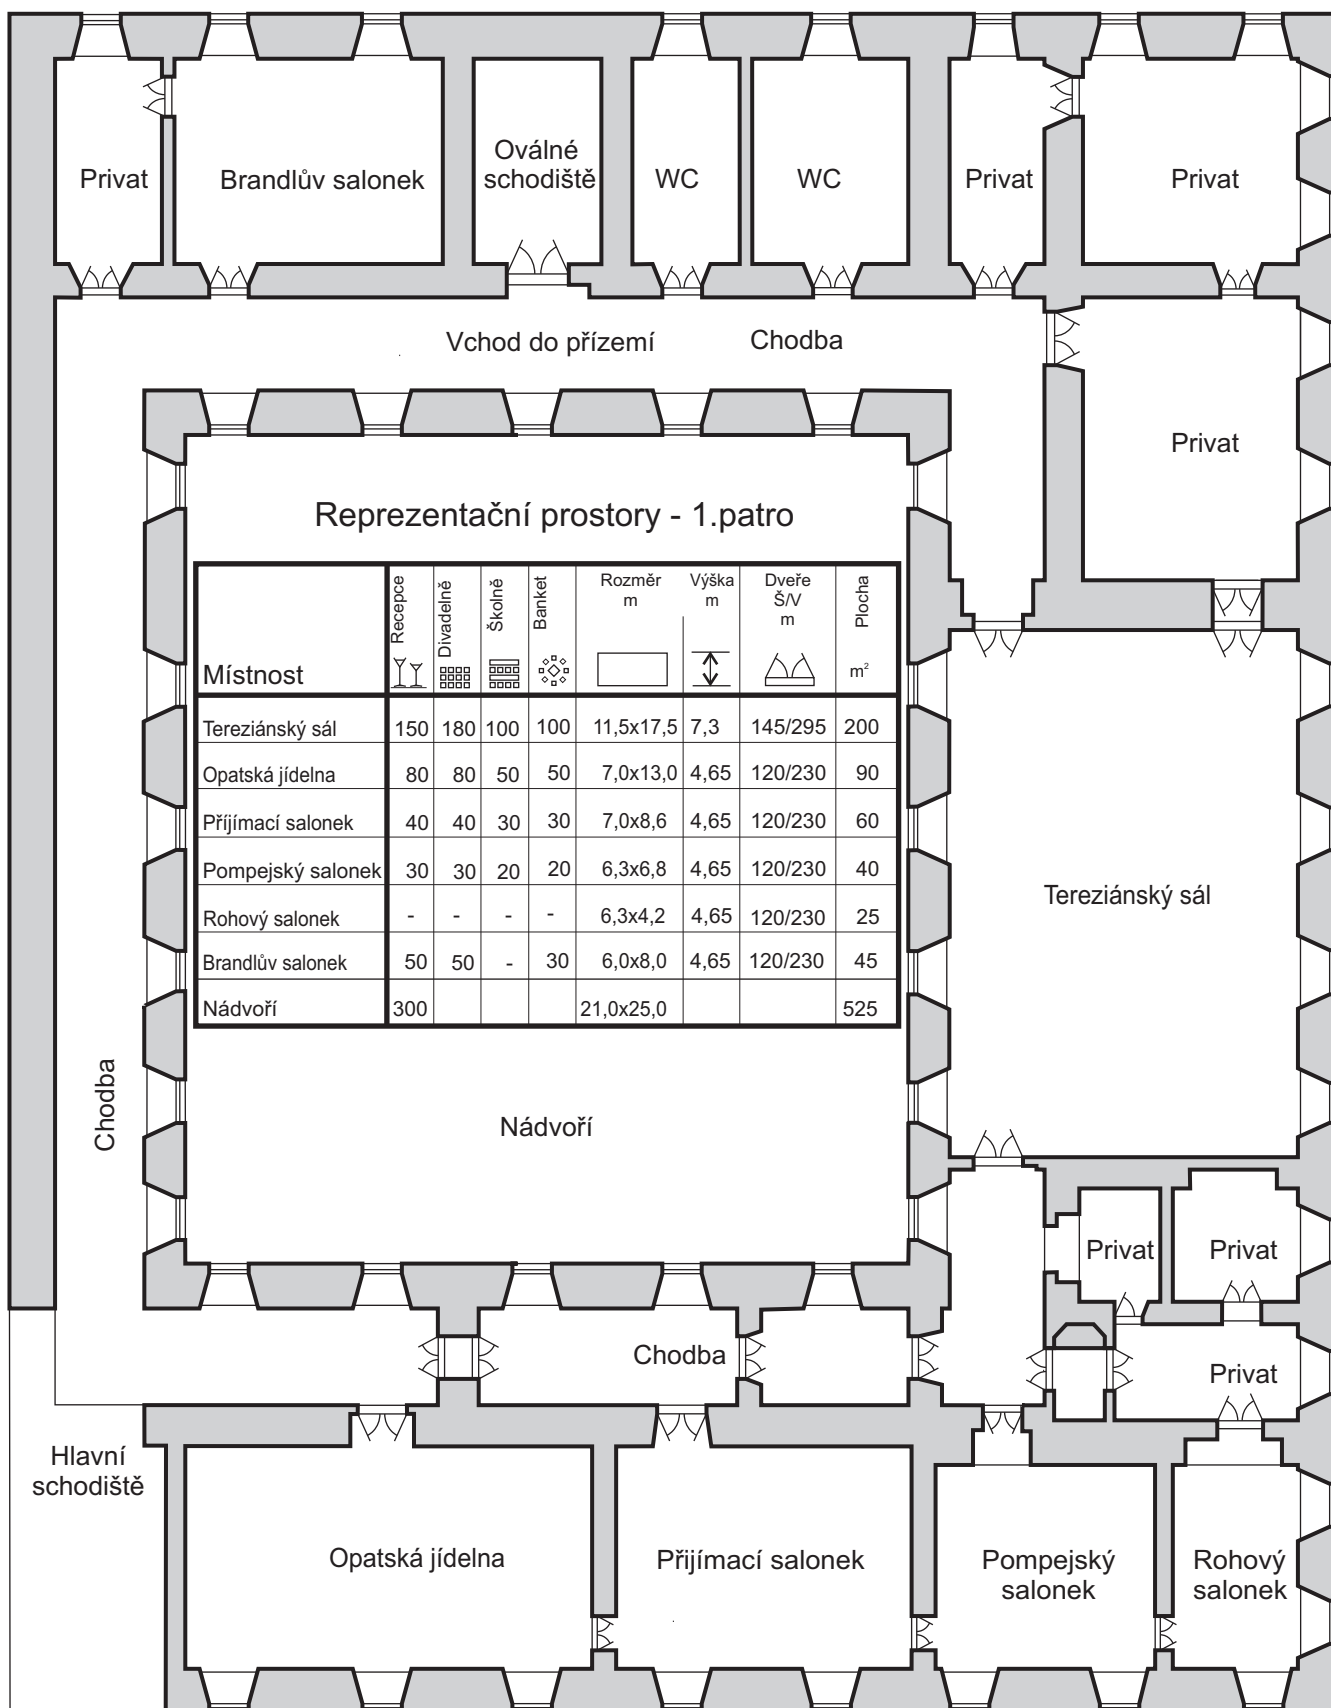 Privat
Brandlův salonek
Oválné
schodiště
WC
WC
Privat
Privat
Vchod do přízemí
Chodba
Privat
Reprezentační prostory - 1.patro
Místnost Recepce Divadelně Školně Banket Rozměr m Výška m Dveře Š/V m Plocha m²
Tereziánský sál 150 180 100 100 11,5x17,5 7,3 145/295 200
Opatská jídelna 80 80 50 50 7,0x13,0 4,65 120/230 90
Příjímací salonek 40 40 30 30 7,0x8,6 4,65 120/230 60
Pompejský salonek 30 30 20 20 6,3x6,8 4,65 120/230 40
Rohový salonek - - - - 6,3x4,2 4,65 120/230 25
Brandlův salonek 50 50 - 30 6,0x8,0 4,65 120/230 45
Nádvoří 300 21,0x25,0 525
Tereziánský sál
Chodba
Nádvoří
Privat
Privat
Chodba
Privat
Hlavní
schodiště
Opatská jídelna
Přijímací salonek
Pompejský
salonek
Rohový
salonek